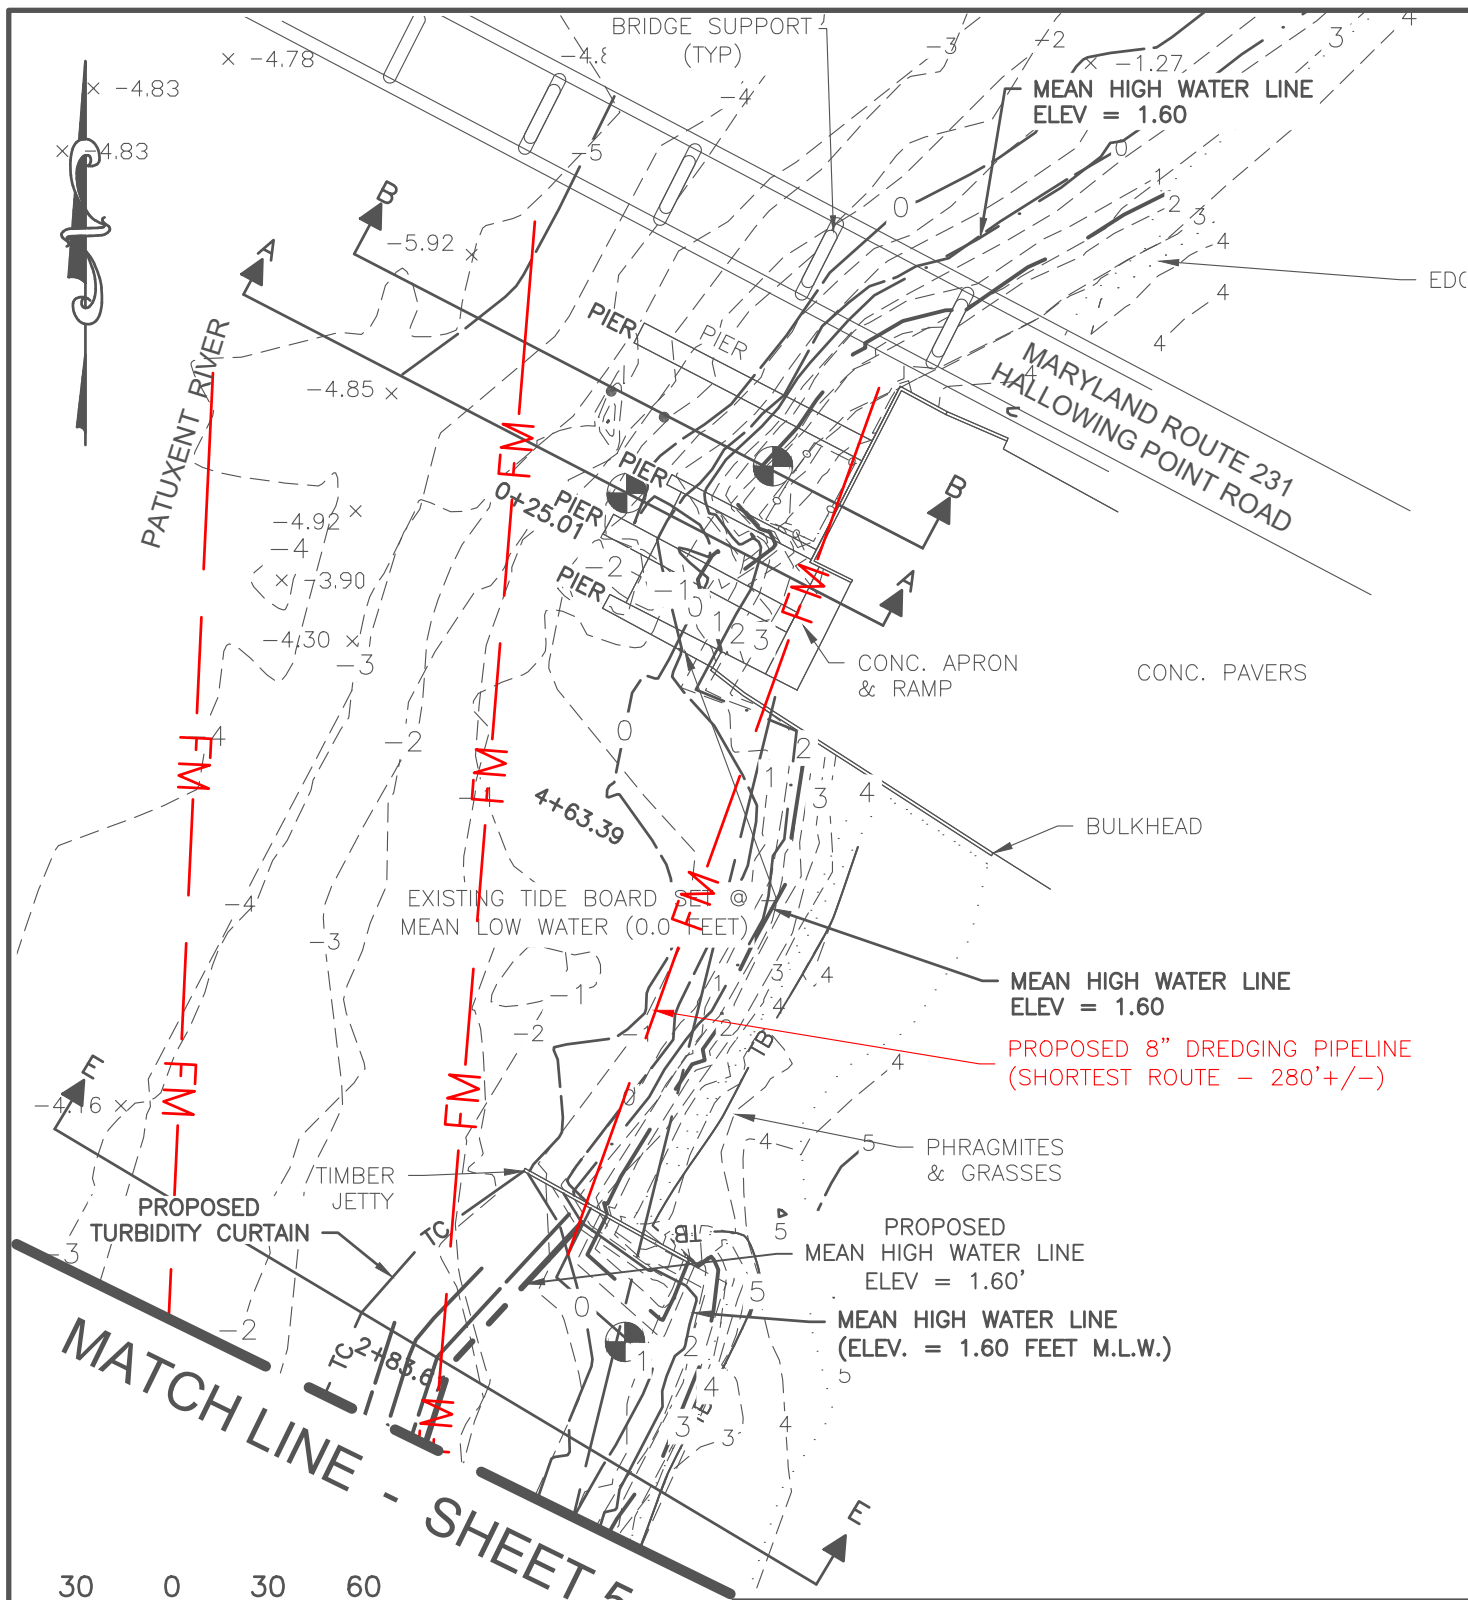 BRIDGE SUPPORT
(TYP)
-4.78
-4.83
-4.83
-5
-4
-3
-2
-1.27
3
4
MEAN HIGH WATER LINE
ELEV = 1.60
0
1
2
3
4
4
4
0
B
A
-5.92
-4.85
PATUXENT RIVER
PIER
PIER
MARYLAND ROUTE 231
HALLOWING POINT ROAD
FM
PIER
PIER
0+25.01
-4.92
-4
-3.90
-4.30
-3
PIER
-2
-1
0
1
2
3
FM
B
A
CONC. APRON
& RAMP
CONC. PAVERS
-4
FM
-2
FM
0
1
2
3
4
4+63.39
BULKHEAD
EXISTING TIDE BOARD SET @
MEAN LOW WATER (0.0 FEET)
FM
-4
-3
-1
-2
-1
1
2
3
4
4
MEAN HIGH WATER LINE
ELEV = 1.60
PROPOSED 8" DREDGING PIPELINE
(SHORTEST ROUTE - 280'+/-)
TB
4
E
-4.16
FM
FM
0
4
5
PHRAGMITES
& GRASSES
TIMBER
JETTY
PROPOSED
TURBIDITY CURTAIN
TC
TB
5
PROPOSED
MEAN HIGH WATER LINE
ELEV = 1.60'
MEAN HIGH WATER LINE
(ELEV. = 1.60 FEET M.L.W.)
-3
-2
0
5
1
2
3
4
3
4
5
TC
2+83.6
FM
MATCH LINE - SHEET 5
E
30 0 30 60